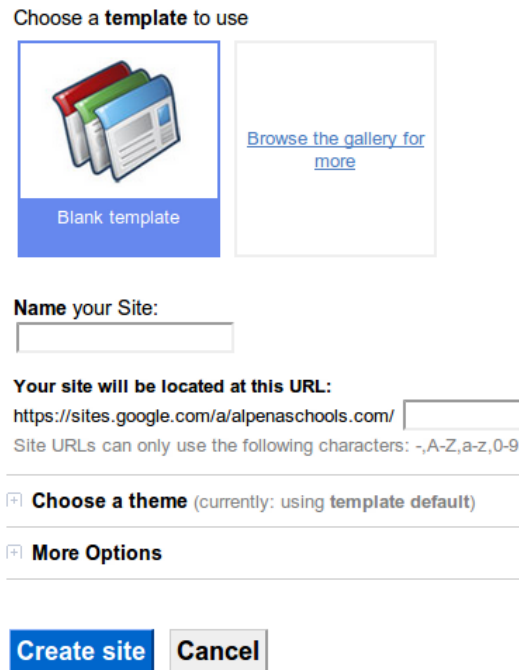 Choose a template to use
Blank template
Browse the gallery for
more
Name your Site:
Your site will be located at this URL:
https://sites.google.com/a/alpenaschools.com/
Site URLs can only use the following characters: -,A-Z,a-z,0-9
Choose a theme (currently: using template default)
More Options
Create site Cancel